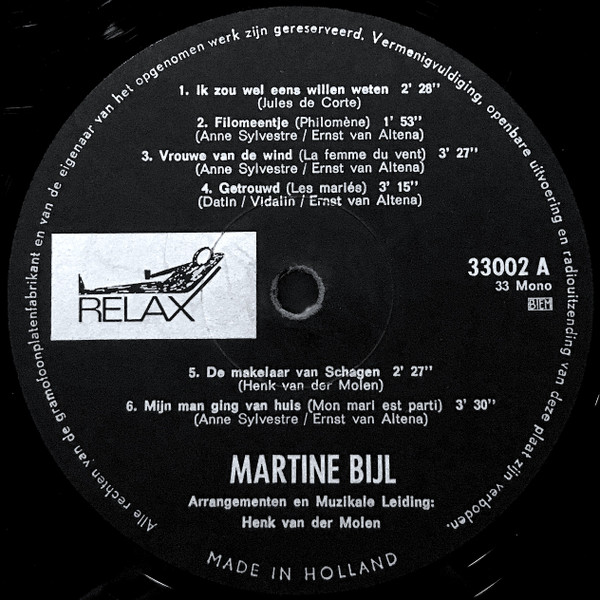 Alle rechten van de grammofoonplatenfabrikant en van de eigenaar van het opgenomen werk zijn gereserveerd. Vermenigvuldiging, openbare uitvoering en radiouitzending van deze plaat zijn verboden.
1. Ik zou wel eens willen weten 2' 28''
(Jules de Corte)
2. Filomeentje (Philomène) 1' 53''
(Anne Sylvestre / Ernst van Altena)
3. Vrouwe van de wind (La femme du vent) 3' 27''
(Anne Sylvestre / Ernst van Altena)
4. Getrouwd (Les mariés) 3' 15''
(Datin / Vidalin / Ernst van Altena)
RELAX
33002 A
33 Mono
BIEM
5. De makelaar van Schagen 2' 27''
(Henk van der Molen)
6. Mijn man ging van huis (Mon mari est parti) 3' 30''
(Anne Sylvestre / Ernst van Altena)
MARTINE BIJL
Arrangementen en Muzikale Leiding:
Henk van der Molen
MADE IN HOLLAND